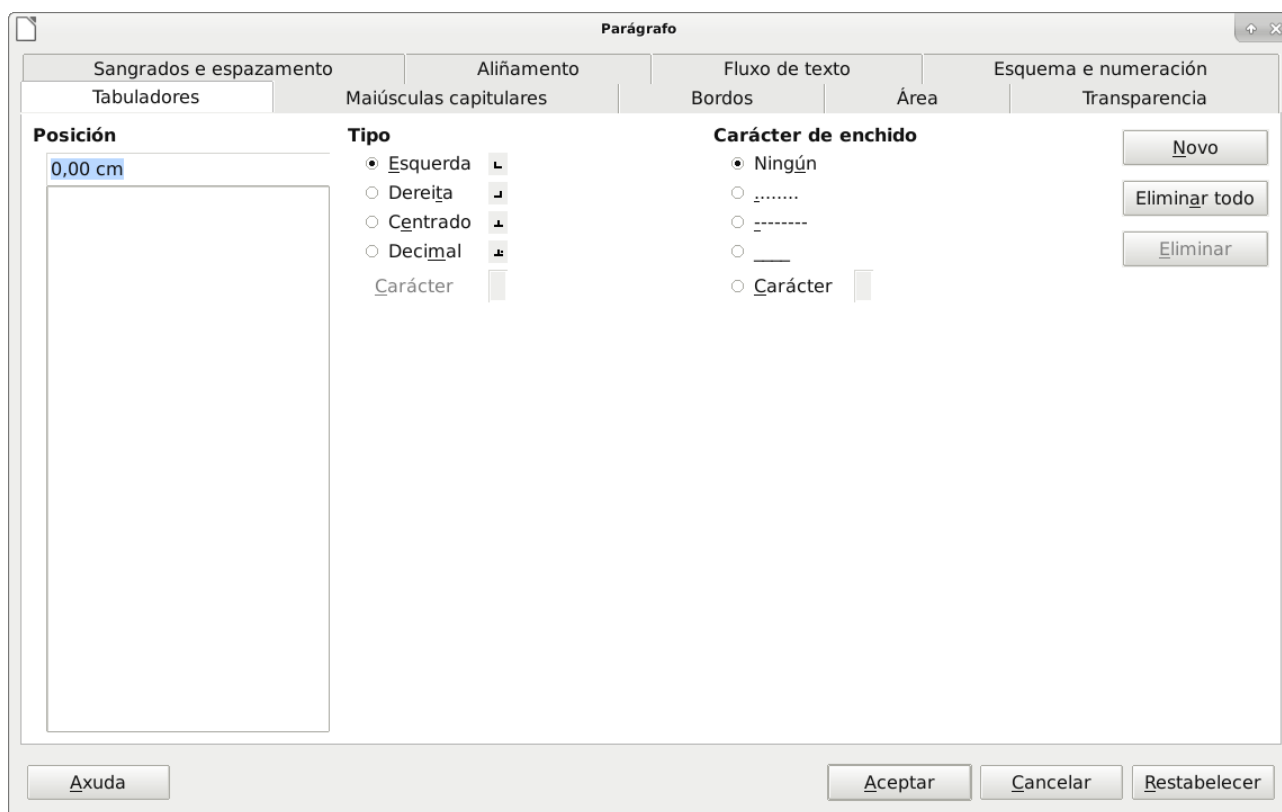 Parágrafo
Sangrados e espazamento Aliñamento Fluxo de texto Esquema e numeración
Tabuladores Maiúsculas capitulares Bordos Área Transparencia
Posición
0,00 cm
Tipo
Esquerda
Dereita
Centrado
Decimal
Carácter
Carácter de enchido
Ningún
........
--------
____
Carácter
Novo
Eliminar todo
Eliminar
Axuda Aceptar Cancelar Restabelecer